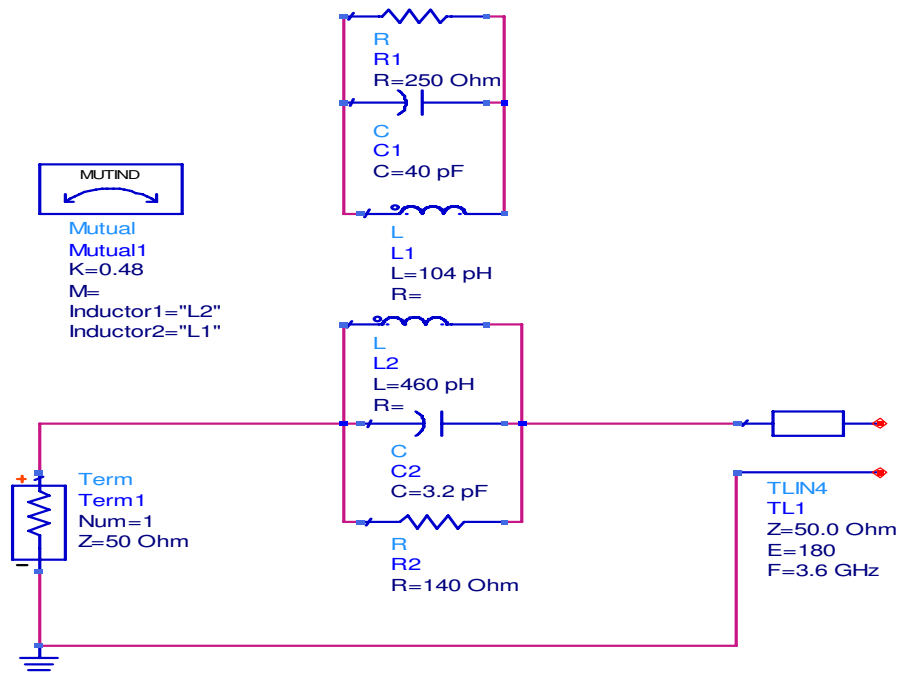 R
R1
R=250 Ohm
C
C1
C=40 pF
MUTIND
Mutual
Mutual1
K=0.48
M=
Inductor1="L2"
Inductor2="L1"
L
L1
L=104 pH
R=
L
L2
L=460 pH
R=
C
C2
C=3.2 pF
R
R2
R=140 Ohm
+
Term
Term1
Num=1
Z=50 Ohm
−
TLIN4
TL1
Z=50.0 Ohm
E=180
F=3.6 GHz